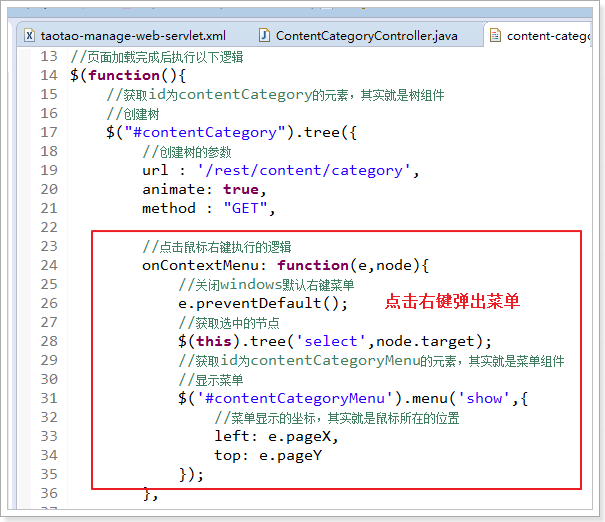 taotao-manage-web-servlet.xml ContentCategoryController.java content-catego
13 //页面加载完成后执行以下逻辑
14 $(function(){
15 //获取id为contentCategory的元素，其实就是树组件
16 //创建树
17 $("#contentCategory").tree({
18 //创建树的参数
19 url : '/rest/content/category',
20 animate: true,
21 method : "GET",
22
23 //点击鼠标右键执行的逻辑
24 onContextMenu: function(e,node){
25 //关闭windows默认右键菜单
26 e.preventDefault();
点击右键弹出菜单
27 //获取选中的节点
28 $(this).tree('select',node.target);
29 //获取id为contentCategoryMenu的元素，其实就是菜单组件
30 //显示菜单
31 $('#contentCategoryMenu').menu('show',{
32 //菜单显示的坐标，其实就是鼠标所在的位置
33 left: e.pageX,
34 top: e.pageY
35 });
36 },